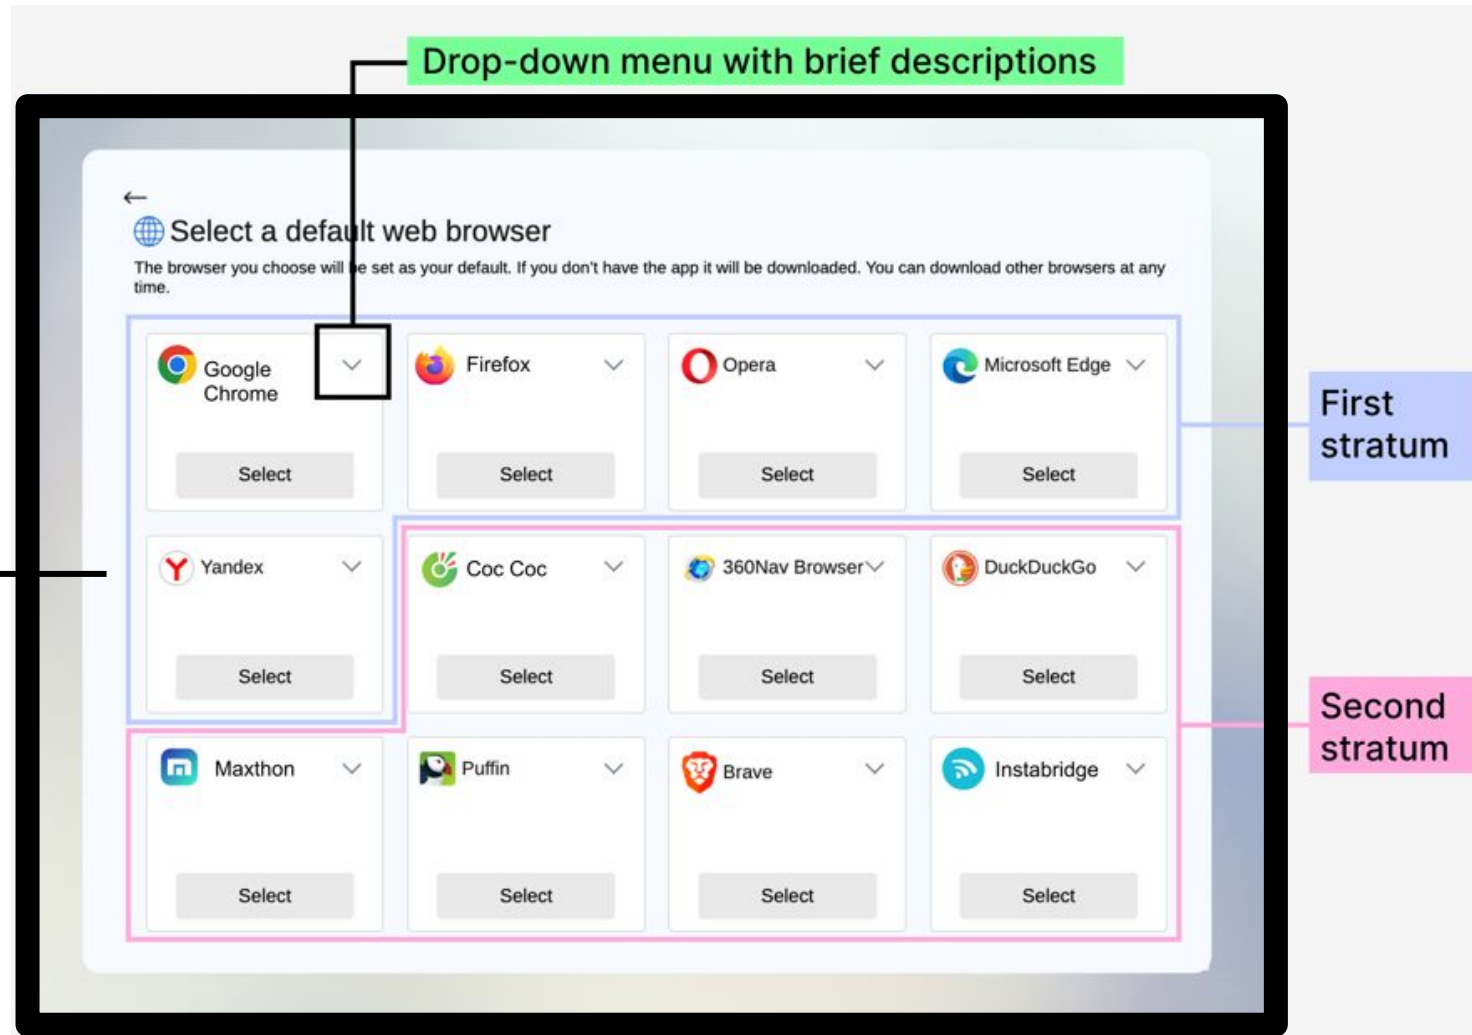 Drop-down menu with brief descriptions
Select a default web browser
The browser you choose will be set as your default. If you don't have the app it will be downloaded. You can download other browsers at any
time.
Google
Chrome
Firefox
Opera
Microsoft Edge
Select
Select
Select
Select
First
stratum
Yandex
Coc Coc
360Nav Browser
DuckDuckGo
Select
Select
Select
Select
Second
stratum
Maxthon
Puffin
Brave
Instabridge
Select
Select
Select
Select